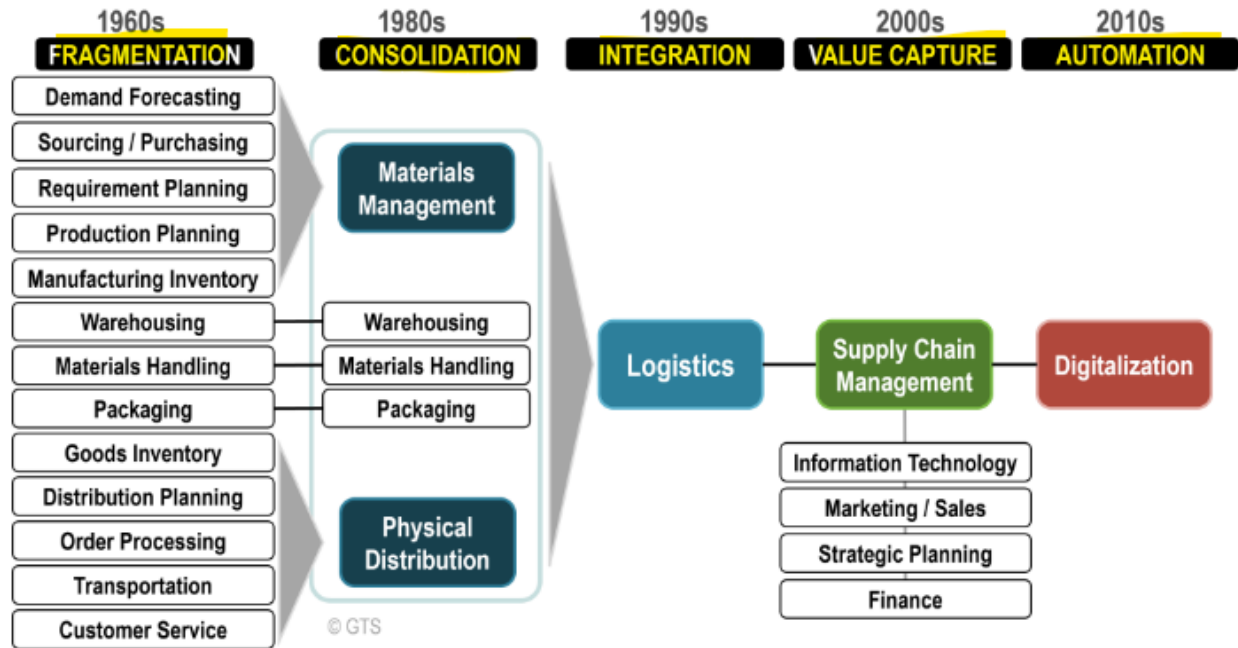 1960s
FRAGMENTATION
Demand Forecasting
Sourcing / Purchasing
Requirement Planning
Production Planning
Manufacturing Inventory
Warehousing
Materials Handling
Packaging
Goods Inventory
Distribution Planning
Order Processing
Transportation
Customer Service
1980s
CONSOLIDATION
Materials
Management
Warehousing
Materials Handling
Packaging
Physical
Distribution
© GTS
1990s
INTEGRATION
Logistics
2000s
VALUE CAPTURE
Supply Chain
Management
Information Technology
Marketing / Sales
Strategic Planning
Finance
2010s
AUTOMATION
Digitalization